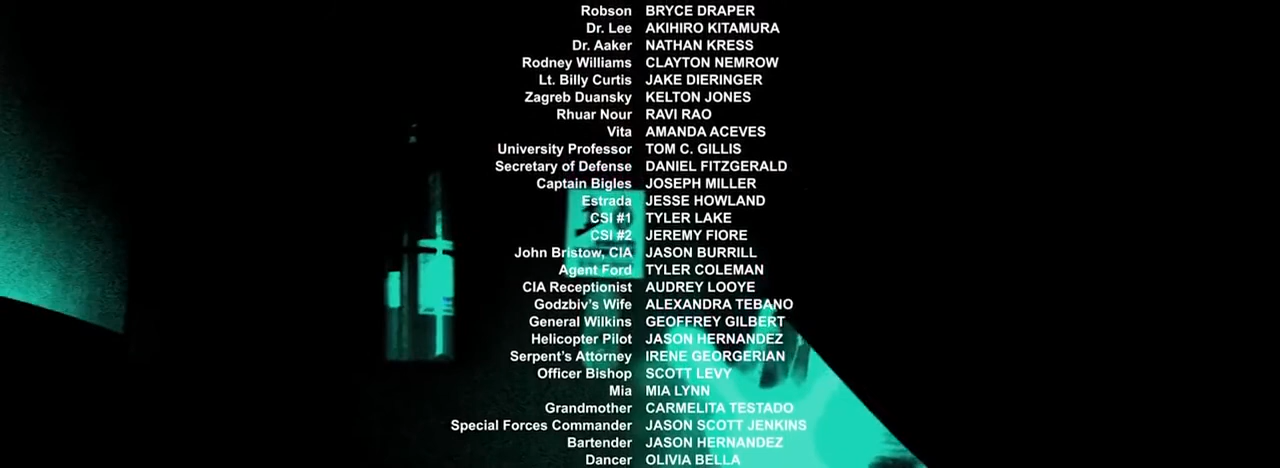 Robson BRYCE DRAPER
Dr. Lee AKIHIRO KITAMURA
Dr. Aaker NATHAN KRESS
Rodney Williams CLAYTON NEMROW
Lt. Billy Curtis JAKE DIERINGER
Zagreb Duansky KELTON JONES
Rhuar Nour RAVI RAO
Vita AMANDA ACEVES
University Professor TOM C. GILLIS
Secretary of Defense DANIEL FITZGERALD
Captain Bigles JOSEPH MILLER
Estrada JESSE HOWLAND
CSI #1 TYLER LAKE
CSI #2 JEREMY FIORE
John Bristow, CIA JASON BURRILL
Agent Ford TYLER COLEMAN
CIA Receptionist AUDREY LOOYE
Godzbiv's Wife ALEXANDRA TEBANO
General Wilkins GEOFFREY GILBERT
Helicopter Pilot JASON HERNANDEZ
Serpent's Attorney IRENE GEORGERIAN
Officer Bishop SCOTT LEVY
Mia MIA LYNN
Grandmother CARMELITA TESTADO
Special Forces Commander JASON SCOTT JENKINS
Bartender JASON HERNANDEZ
Dancer OLIVIA BELLA